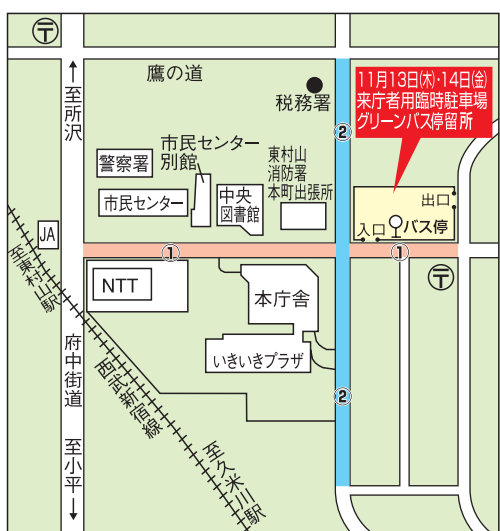 〒
鷹の道
税務署
11月13日(木)・14日(金)
来庁者用臨時駐車場
グリーンバス停留所
至所沢
②
市民センター
別館
警察署
市民センター
中央
図書館
東村山
消防署
本町出張所
出口
入口
バス停
JA
①
①
至東村山駅
〒
NTT
本庁舎
いきいきプラザ
府中街道
西武新宿線
②
至小平
至久米川駅